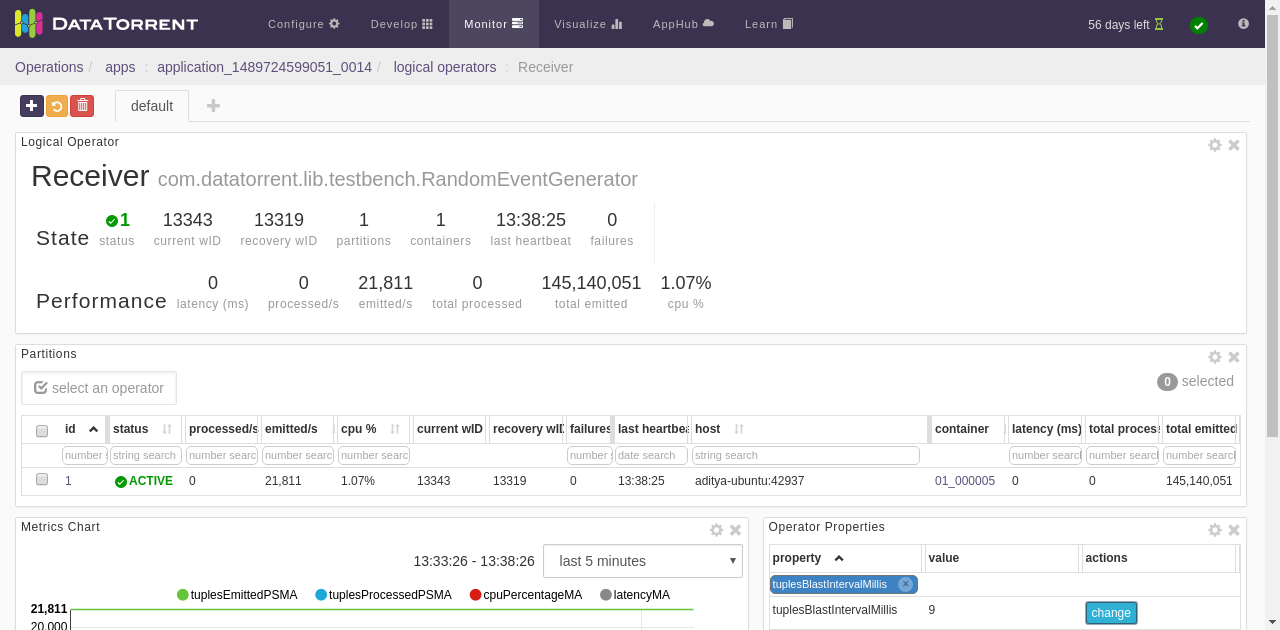 DATATORRENT Configure Develop Monitor Visualize AppHub Learn 56 days left
Operations / apps : application_1489724599051_0014 / logical operators : Receiver
default
Logical Operator
Receiver com.datatorrent.lib.testbench.RandomEventGenerator
State
1 13343 13319 1 1 13:38:25 0
status current wID recovery wID partitions containers last heartbeat failures
Performance
0 0 21,811 0 145,140,051 1.07%
latency (ms) processed/s emitted/s total processed total emitted cpu %
Partitions
select an operator
0 selected
id status processed/s emitted/s cpu % current wID recovery wID failures last heartbea host container latency (ms) total proces total emitted
number string search number searc number searc number searc number date search string search number searc number searc number searc
1 ACTIVE 0 21,811 1.07% 13343 13319 0 13:38:25 aditya-ubuntu:42937 01_000005 0 0 145,140,051
Metrics Chart
13:33:26 - 13:38:26 last 5 minutes
tuplesEmittedPSMA tuplesProcessedPSMA cpuPercentageMA latencyMA
21,811
20,000
Operator Properties
property value actions
tuplesBlastIntervalMillis
tuplesBlastIntervalMillis 9 change